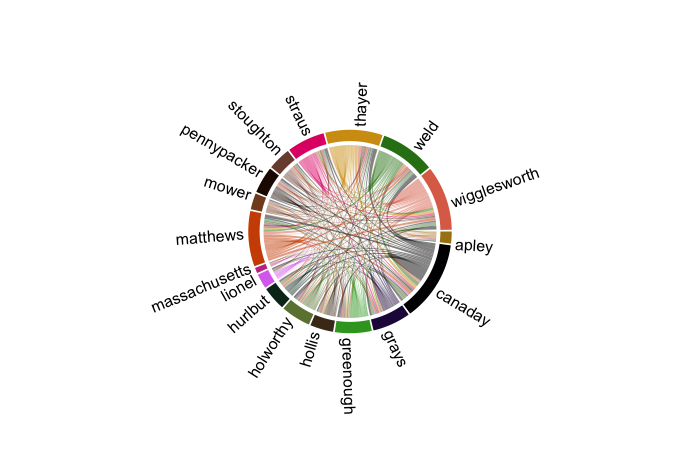 thayer
weld
wigglesworth
apley
canaday
grays
greenough
hollis
holworthy
hurlbut
lionel
massachusetts
matthews
mower
pennypacker
stoughton
straus